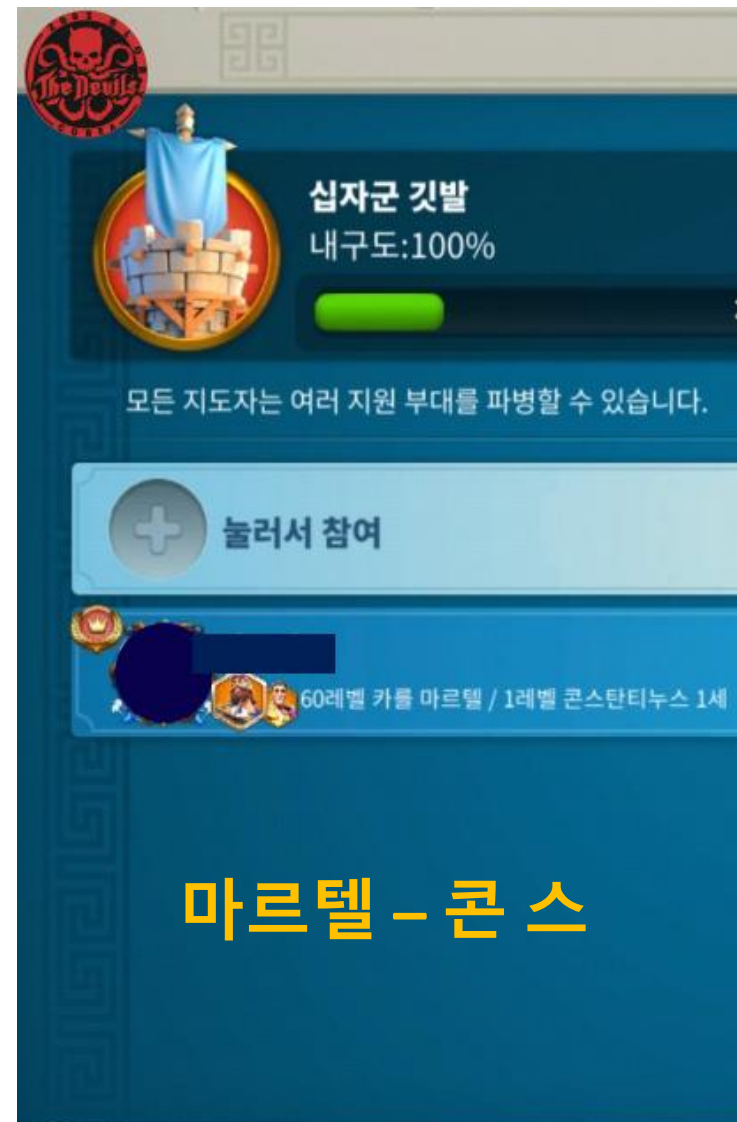 The Devils
십자군 깃발
내구도:100%
모든 지도자는 여러 지원 부대를 파병할 수 있습니다.
눌러서 참여
60레벨 카를 마르텔 / 1레벨 콘스탄티누스 1세
마르텔 – 콘 스